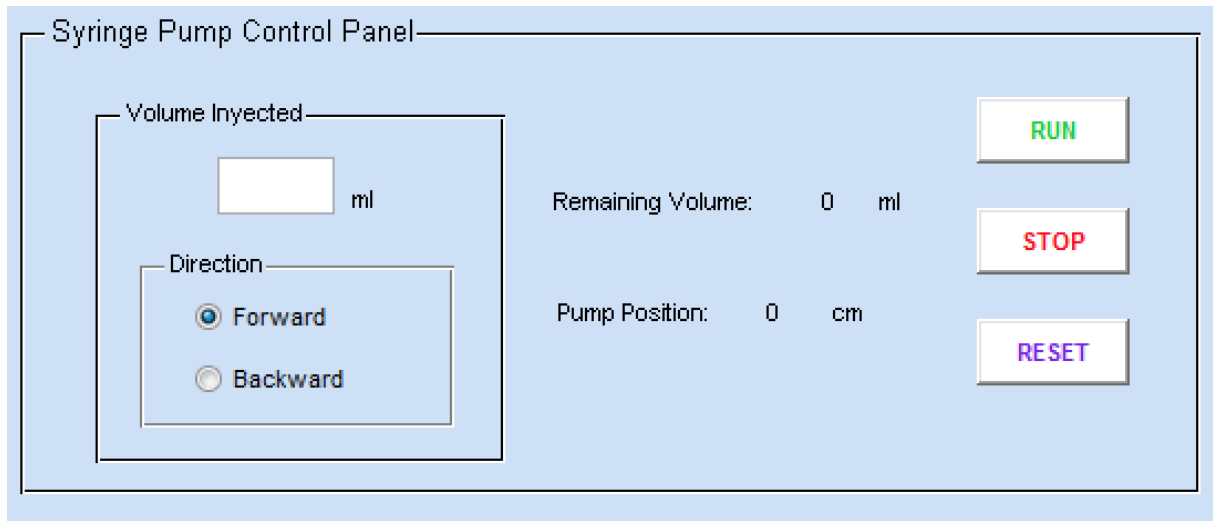 Syringe Pump Control Panel
Volume Inyected
ml
Direction
Forward
Backward
Remaining Volume: 0 ml
Pump Position: 0 cm
RUN
STOP
RESET